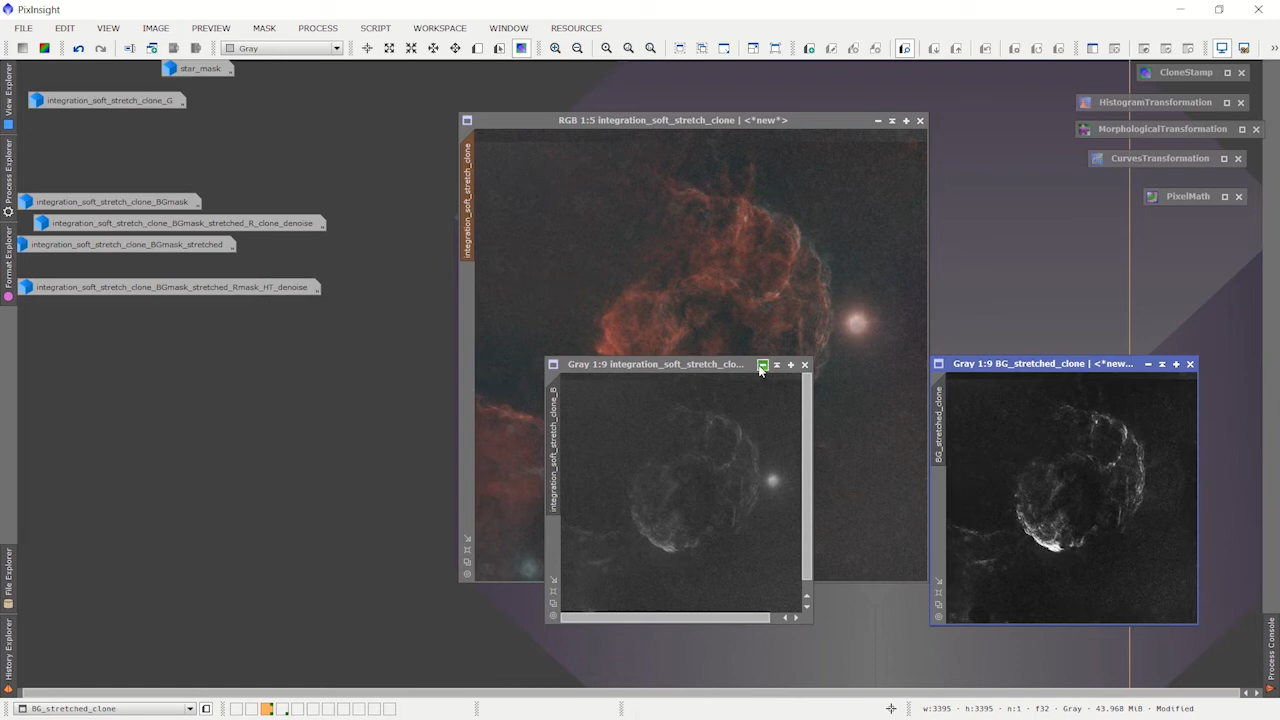 PixInsight
FILE EDIT VIEW IMAGE PREVIEW MASK PROCESS SCRIPT WORKSPACE WINDOW RESOURCES
Gray
View Explorer
Process Explorer
Format Explorer
File Explorer
History Explorer
star_mask
integration_soft_stretch_clone_G
integration_soft_stretch_clone_BGmask
integration_soft_stretch_clone_BGmask_stretched_R_clone_denoise
integration_soft_stretch_clone_BGmask_stretched
integration_soft_stretch_clone_BGmask_stretched_Rmask_HT_denoise
RGB 1:5 integration_soft_stretch_clone | <*new*>
integration_soft_stretch_clone
Gray 1:9 integration_soft_stretch_clo...
integration_soft_stretch_clone_B
Gray 1:9 BG_stretched_clone | <*new...
BG_stretched_clone
CloneStamp
HistogramTransformation
MorphologicalTransformation
CurvesTransformation
PixelMath
Process Console
BG_stretched_clone
w:3395 · h:3395 · n:1 · f32 · Gray · 43.968 MiB · Modified